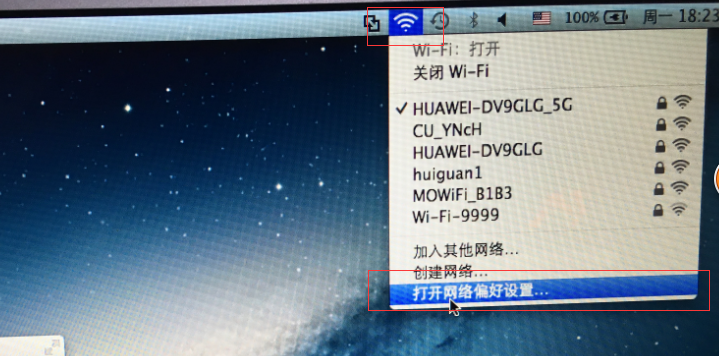 100% 周一 18:23
Wi-Fi：打开
关闭 Wi-Fi
HUAWEI-DV9GLG_5G
CU_YNcH
HUAWEI-DV9GLG
huiguan1
MOWiFi_B1B3
Wi-Fi-9999
加入其他网络...
创建网络...
打开网络偏好设置...